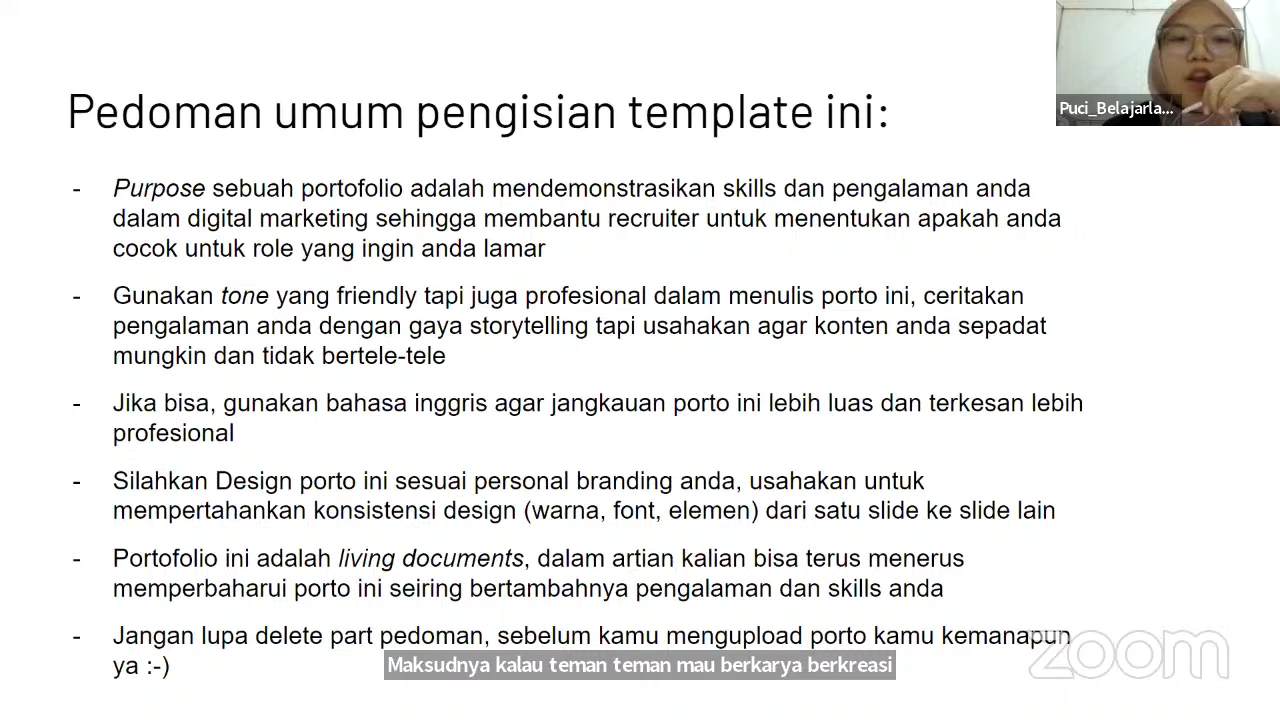 Pedoman umum pengisian template ini:
Puci_Belajarla...
- Purpose sebuah portofolio adalah mendemonstrasikan skills dan pengalaman anda
dalam digital marketing sehingga membantu recruiter untuk menentukan apakah anda
cocok untuk role yang ingin anda lamar
- Gunakan tone yang friendly tapi juga profesional dalam menulis porto ini, ceritakan
pengalaman anda dengan gaya storytelling tapi usahakan agar konten anda sepadat
mungkin dan tidak bertele-tele
- Jika bisa, gunakan bahasa inggris agar jangkauan porto ini lebih luas dan terkesan lebih
profesional
- Silahkan Design porto ini sesuai personal branding anda, usahakan untuk
mempertahankan konsistensi design (warna, font, elemen) dari satu slide ke slide lain
- Portofolio ini adalah living documents, dalam artian kalian bisa terus menerus
memperbaharui porto ini seiring bertambahnya pengalaman dan skills anda
- Jangan lupa delete part pedoman, sebelum kamu mengupload porto kamu kemanapun
ya :-)
Maksudnya kalau teman teman mau berkarya berkreasi
zoom